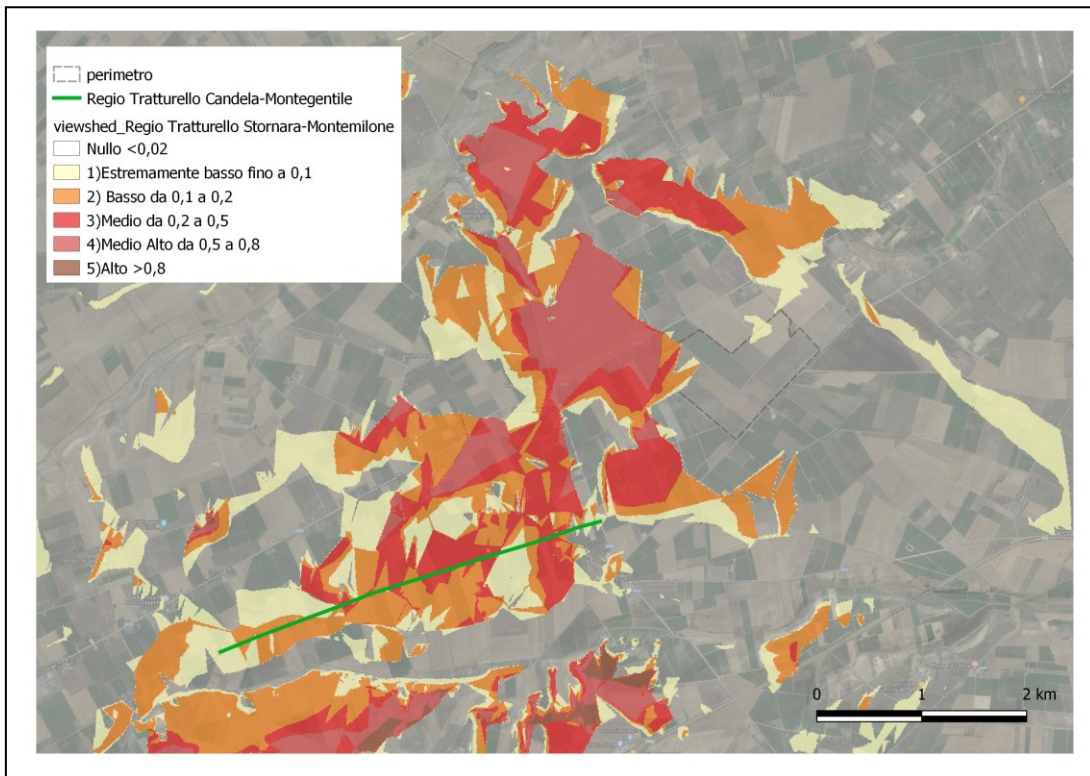 perimetro
Regio Tratturello Candela-Montegentile
viewshed_Regio Tratturello Stornara-Montemilone
Nullo <0,02
1)Estremamente basso fino a 0,1
2) Basso da 0,1 a 0,2
3)Medio da 0,2 a 0,5
4)Medio Alto da 0,5 a 0,8
5)Alto >0,8
0 1 2 km